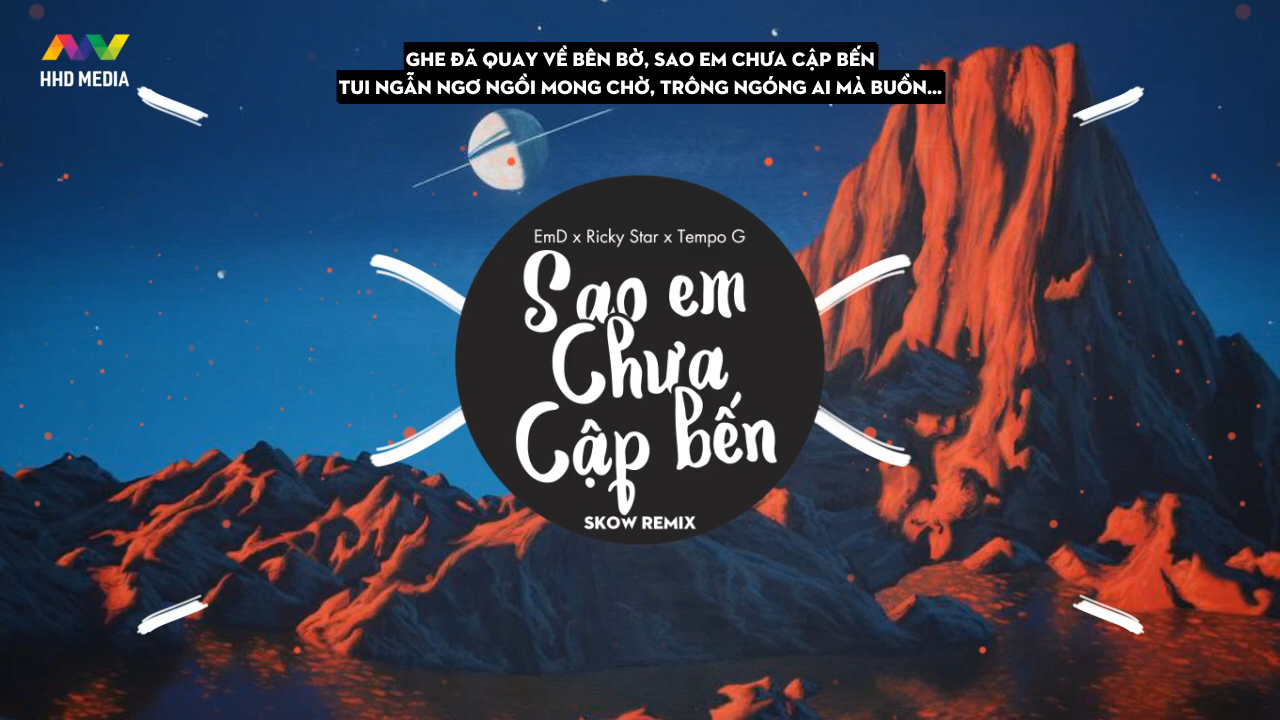 HHD MEDIA
GHE ĐÃ QUAY VỀ BÊN BỜ, SAO EM CHƯA CẬP BẾN
TUI NGẪN NGƠ NGỒI MONG CHỜ, TRÔNG NGÓNG AI MÀ BUỒN...
EmD x Ricky Star x Tempo G
Sao em
Chưa
Cập bến
SKOW REMIX